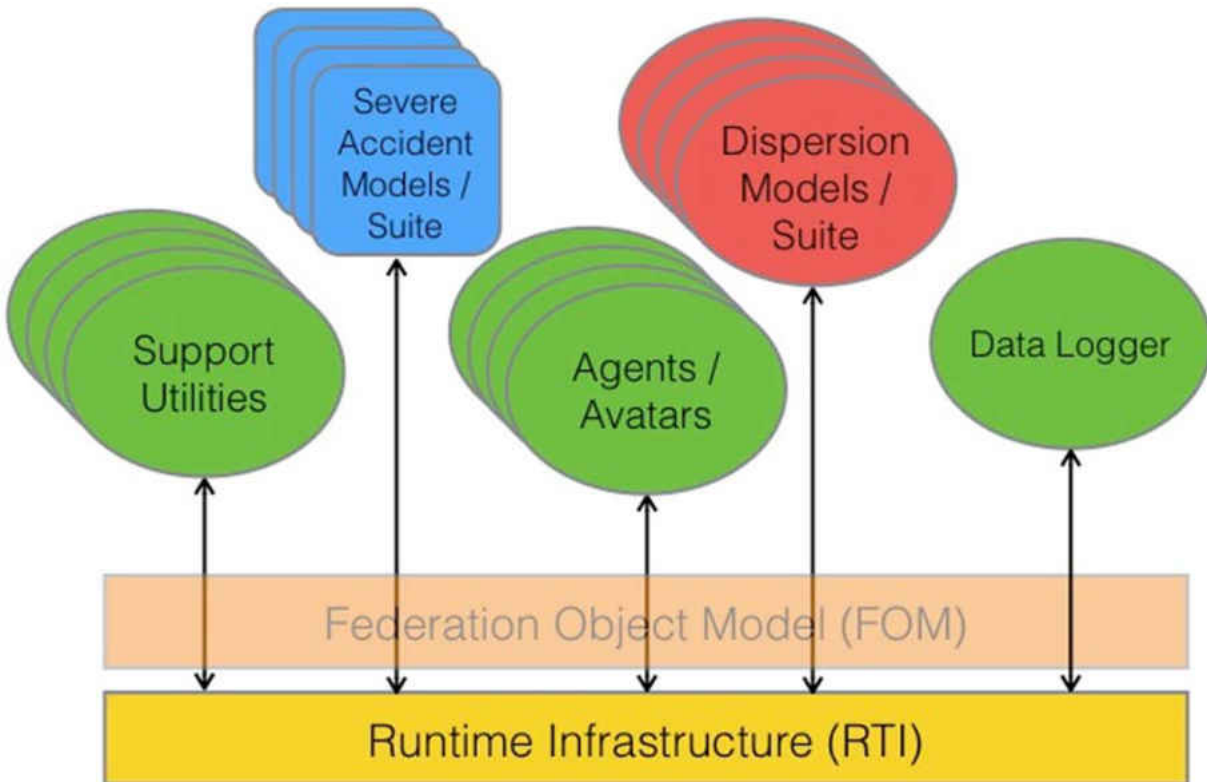 Severe
Accident
Models /
Suite
Dispersion
Models /
Suite
Support
Utilities
Agents /
Avatars
Data Logger
Federation Object Model (FOM)
Runtime Infrastructure (RTI)